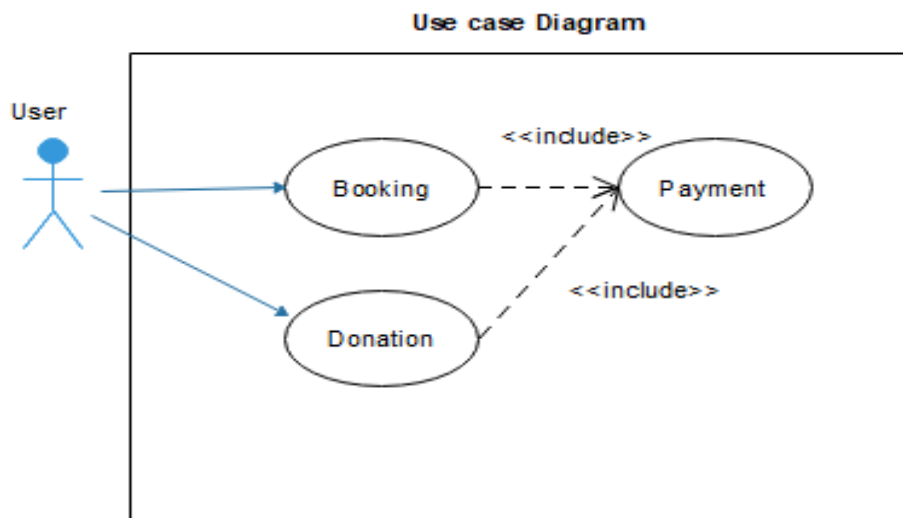 Use case Diagram
User
<<include>>
Booking
Payment
<<include>>
Donation